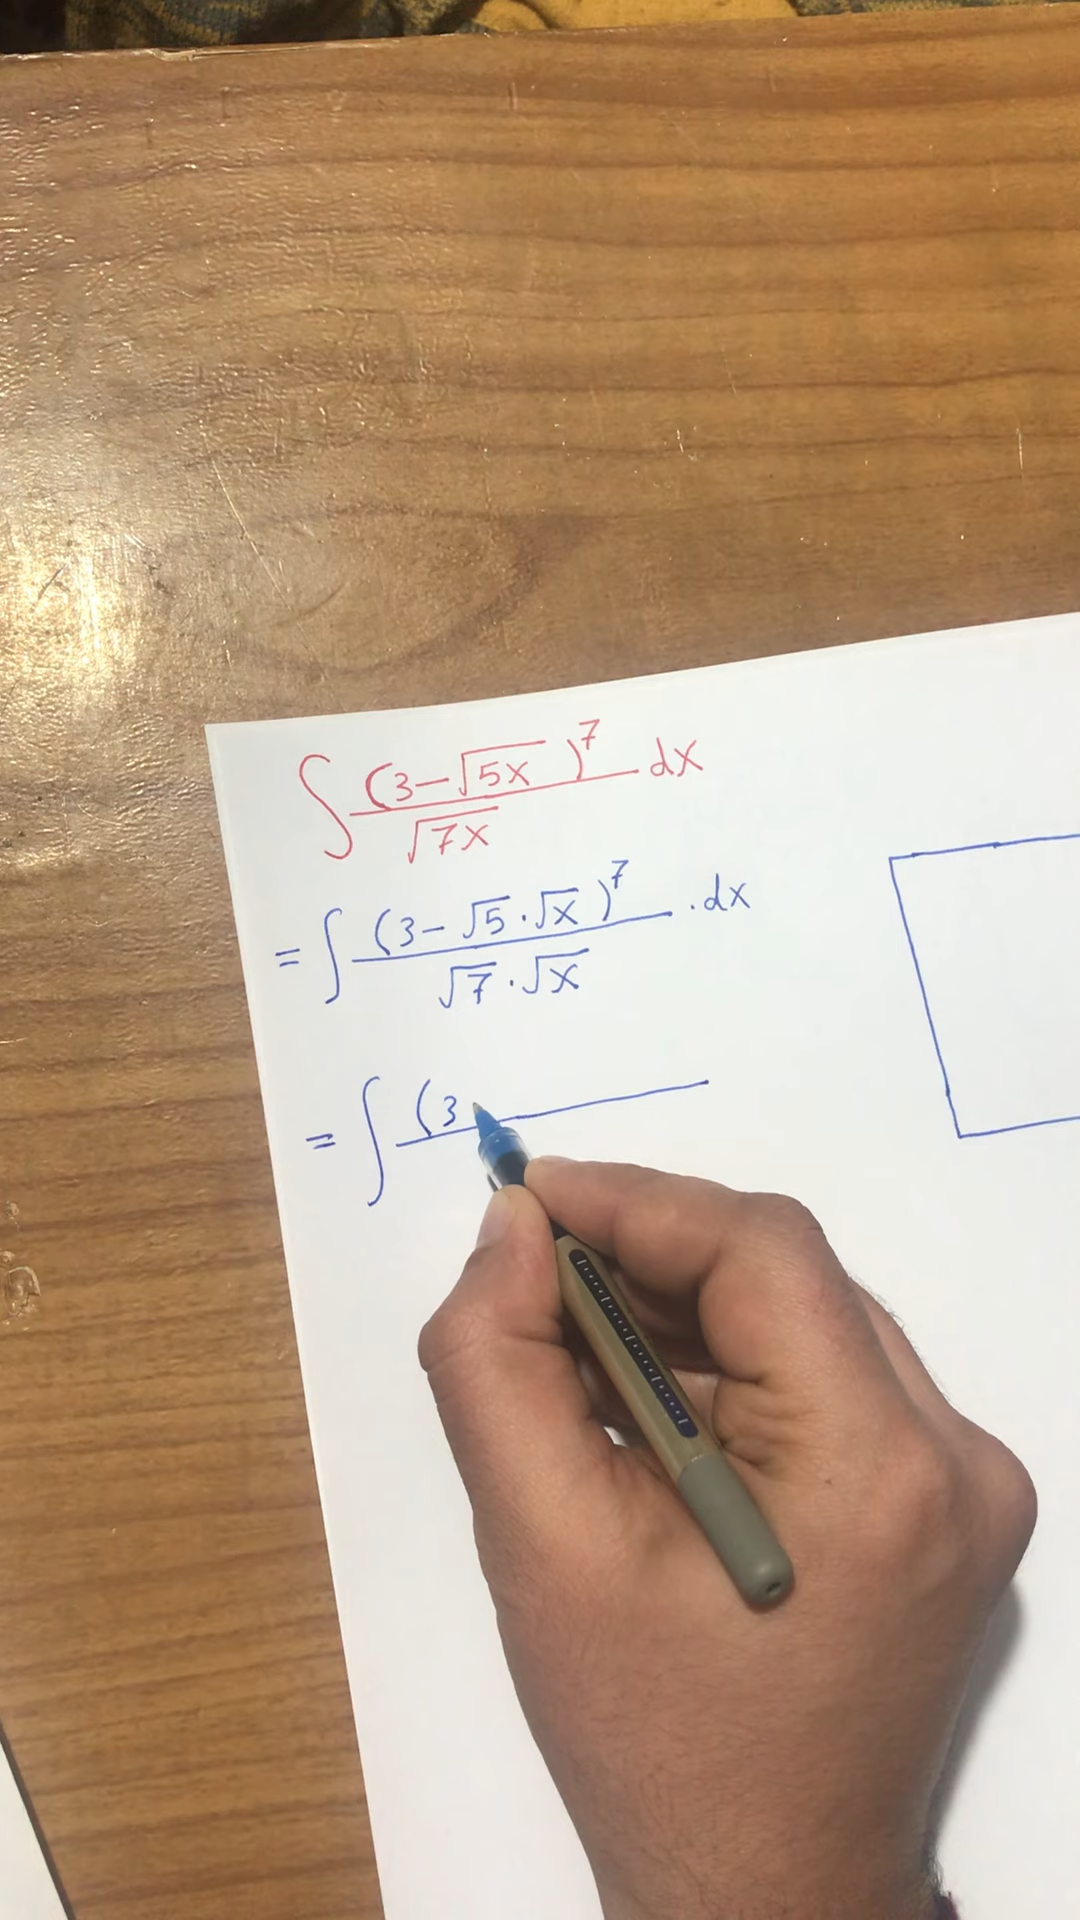 ∫ (3-√5x)⁷/√7x dx
= ∫ (3-√5·√x)⁷/√7·√x · dx
= ∫ (3